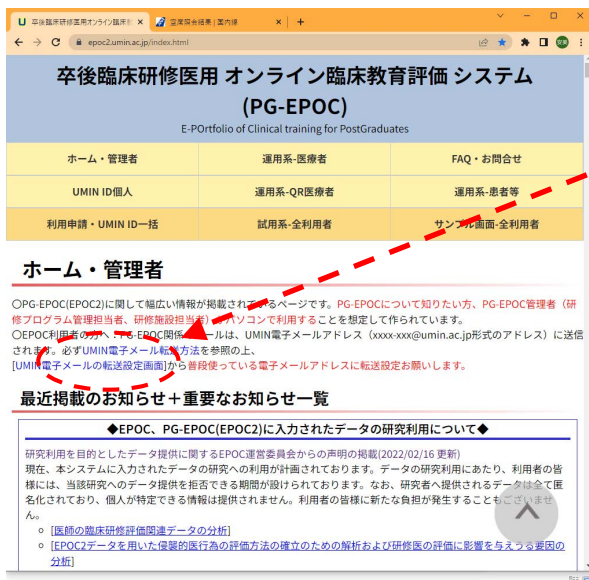 卒後臨床研修医用オンライン臨床
空席照会結果 | 国内線
epoc2.umin.ac.jp/index.html
卒後臨床研修医用 オンライン臨床教育評価 システム
(PG-EPOC)
E-POrtfolio of Clinical training for PostGraduates
ホーム・管理者
運用系-医療者
FAQ・お問合せ
UMIN ID個人
運用系-QR医療者
運用系-患者等
利用申請・UMIN ID一括
試用系-全利用者
サンプル画面-全利用者
ホーム・管理者
〇PG-EPOC(EPOC2)に関して幅広い情報が掲載されているページです。PG-EPOCについて知りたい方、PG-EPOC管理者（研
修プログラム管理担当者、研修施設担当者）がパソコンで利用することを想定して作られています。
〇EPOC利用者の方へ：PG-EPOC関係のメールは、UMIN電子メールアドレス（xxxx-xxx@umin.ac.jp形式のアドレス）に送信
されます。必ずUMIN電子メール転送方法を参照の上、
[UMIN電子メールの転送設定画面]から普段使っている電子メールアドレスに転送設定お願いします。
最近掲載のお知らせ＋重要なお知らせ一覧
◆EPOC、PG-EPOC(EPOC2)に入力されたデータの研究利用について◆
研究利用を目的としたデータ提供に関するEPOC運営委員会からの声明の掲載(2022/02/16 更新)
現在、本システムに入力されたデータの研究への利用が計画されております。データの研究利用にあたり、利用者の皆
様には、当該研究へのデータ提供を拒否できる期間が設けられております。なお、研究者へ提供されるデータは全て匿
名化されており、個人が特定できる情報は提供されません。利用者の皆様に新たな負担が発生することもございませ
ん。
[医師の臨床研修評価関連データの分析]
[EPOC2データを用いた侵襲的医行為の評価方法の確立のための解析および研修医の評価に影響を与えうる要因の
分析]